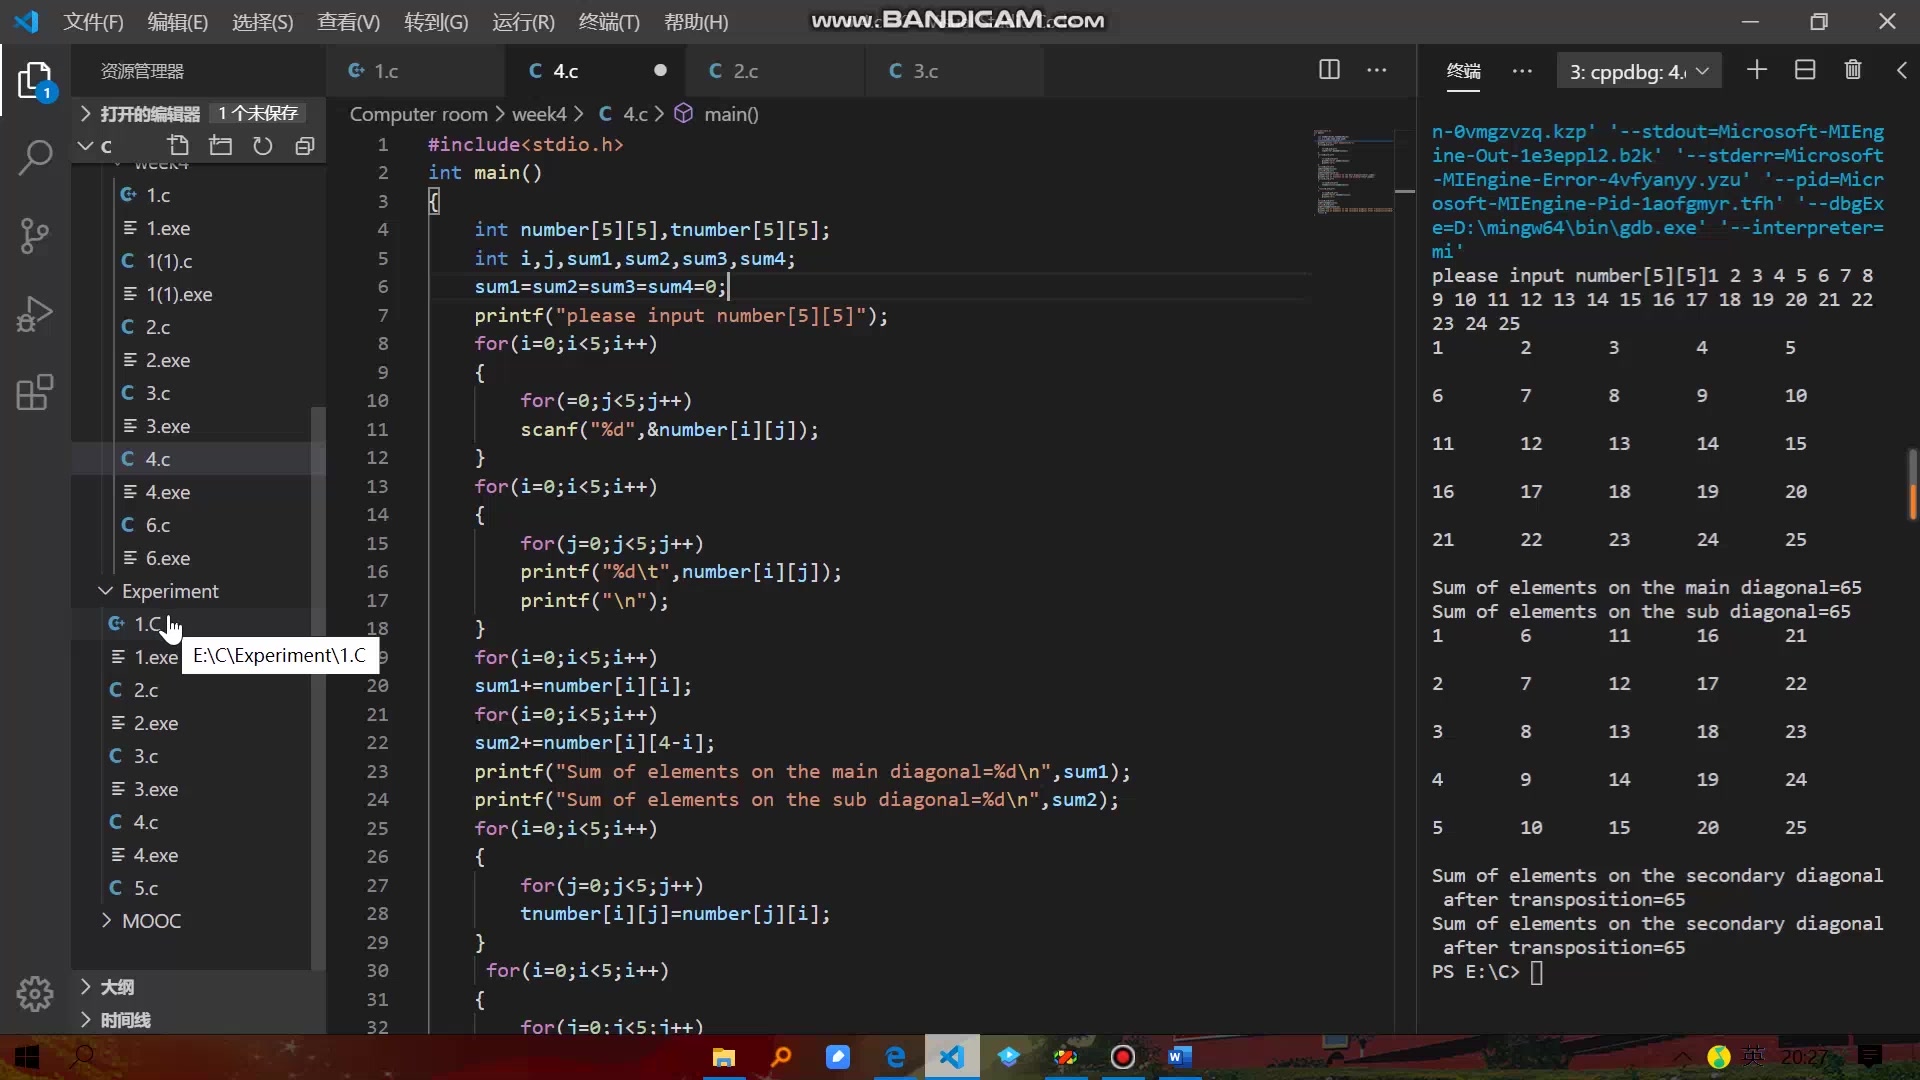 文件(F) 编辑(E) 选择(S) 查看(V) 转到(G) 运行(R) 终端(T) 帮助(H)
www.BANDICAM.com
资源管理器
1
打开的编辑器 1 个未保存
C
week4
1.c
1.exe
1(1).c
1(1).exe
2.c
2.exe
3.c
3.exe
4.c
4.exe
6.c
6.exe
Experiment
1.C
E:\C\Experiment\1.C
1.exe
2.c
2.exe
3.c
3.exe
4.c
4.exe
5.c
MOOC
大纲
时间线
1.c 4.c 2.c 3.c
Computer room > week4 > C 4.c > main()
1 #include<stdio.h>
2 int main()
3 {
4 int number[5][5],tnumber[5][5];
5 int i,j,sum1,sum2,sum3,sum4;
6 sum1=sum2=sum3=sum4=0;
7 printf("please input number[5][5]");
8 for(i=0;i<5;i++)
9 {
10 for(=0;j<5;j++)
11 scanf("%d",&number[i][j]);
12 }
13 for(i=0;i<5;i++)
14 {
15 for(j=0;j<5;j++)
16 printf("%d\t",number[i][j]);
17 printf("\n");
18 }
9 for(i=0;i<5;i++)
20 sum1+=number[i][i];
21 for(i=0;i<5;i++)
22 sum2+=number[i][4-i];
23 printf("Sum of elements on the main diagonal=%d\n",sum1);
24 printf("Sum of elements on the sub diagonal=%d\n",sum2);
25 for(i=0;i<5;i++)
26 {
27 for(j=0;j<5;j++)
28 tnumber[i][j]=number[j][i];
29 }
30 for(i=0;i<5;i++)
31 {
32 for(j=0;j<5;j++)
终端 3: cppdbg: 4.c
n-0vmgzvzq.kzp' '--stdout=Microsoft-MIEng
ine-Out-1e3eppl2.b2k' '--stderr=Microsoft
-MIEngine-Error-4vfyanyy.yzu' '--pid=Micr
osoft-MIEngine-Pid-1aofgmyr.tfh' '--dbgEx
e=D:\mingw64\bin\gdb.exe' '--interpreter=
mi'
please input number[5][5]1 2 3 4 5 6 7 8
9 10 11 12 13 14 15 16 17 18 19 20 21 22
23 24 25
1 2 3 4 5
6 7 8 9 10
11 12 13 14 15
16 17 18 19 20
21 22 23 24 25
Sum of elements on the main diagonal=65
Sum of elements on the sub diagonal=65
1 6 11 16 21
2 7 12 17 22
3 8 13 18 23
4 9 14 19 24
5 10 15 20 25
Sum of elements on the secondary diagonal
after transposition=65
Sum of elements on the secondary diagonal
after transposition=65
PS E:\C>
英 20:27